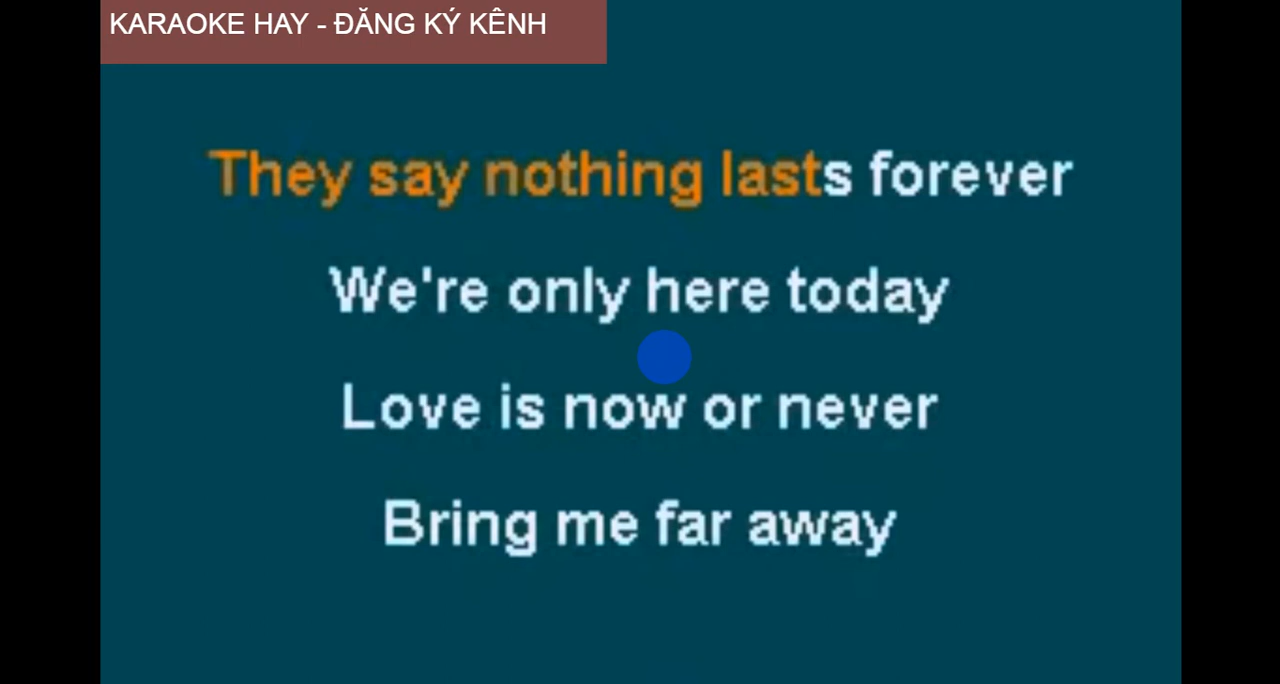 KARAOKE HAY - ĐĂNG KÝ KÊNH
They say nothing lasts forever
We're only here today
Love is now or never
Bring me far away